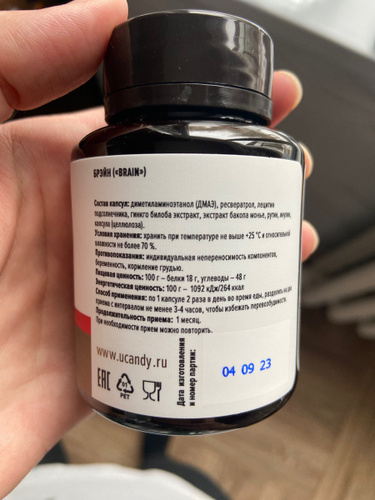 БРЭЙН («BRAIN»)
Состав капсул: диметиламиноэтанол (ДМАЭ), ресвератрол, лецитин
подсолнечника, гинкго билоба экстракт, экстракт бакопа монье, рутин, инулин,
капсула (целлюлоза).
Условия хранения: хранить при температуре не выше +25 °С и относительной
влажности не более 70 %.
Противопоказания: индивидуальная непереносимость компонентов,
беременность, кормление грудью.
Пищевая ценность: 100 г – белки 18 г, углеводы – 48 г
Энергетическая ценность: 100 г – 1092 кДж/264 ккал
Способ применения: по 1 капсуле 2 раза в день во время еды, разделить на два
приема с интервалом не менее 3-4 часов, чтобы избежать перевозбудимости.
Продолжительность приема: 1 месяц.
При необходимости прием можно повторить.
www.ucandy.ru
EAC
01
PET
Дата изготовления
и номер партии:
04 09 23